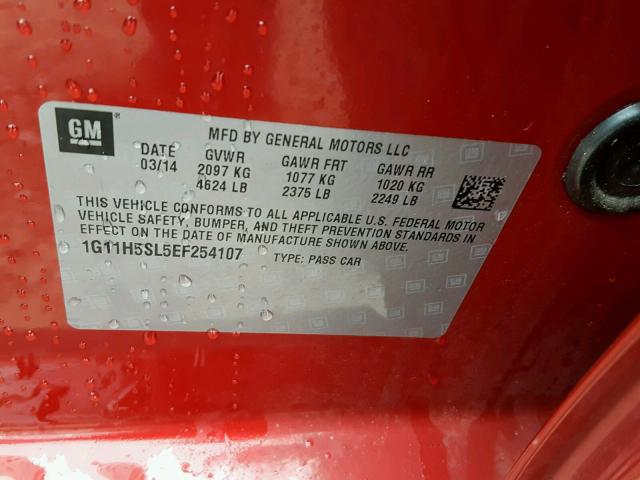 GM
MFD BY GENERAL MOTORS LLC
DATE GVWR GAWR FRT GAWR RR
03/14 2097 KG 1077 KG 1020 KG
4624 LB 2375 LB 2249 LB
THIS VEHICLE CONFORMS TO ALL APPLICABLE U.S. FEDERAL MOTOR
VEHICLE SAFETY, BUMPER, AND THEFT PREVENTION STANDARDS IN
EFFECT ON THE DATE OF MANUFACTURE SHOWN ABOVE.
1G11H5SL5EF254107 TYPE: PASS CAR